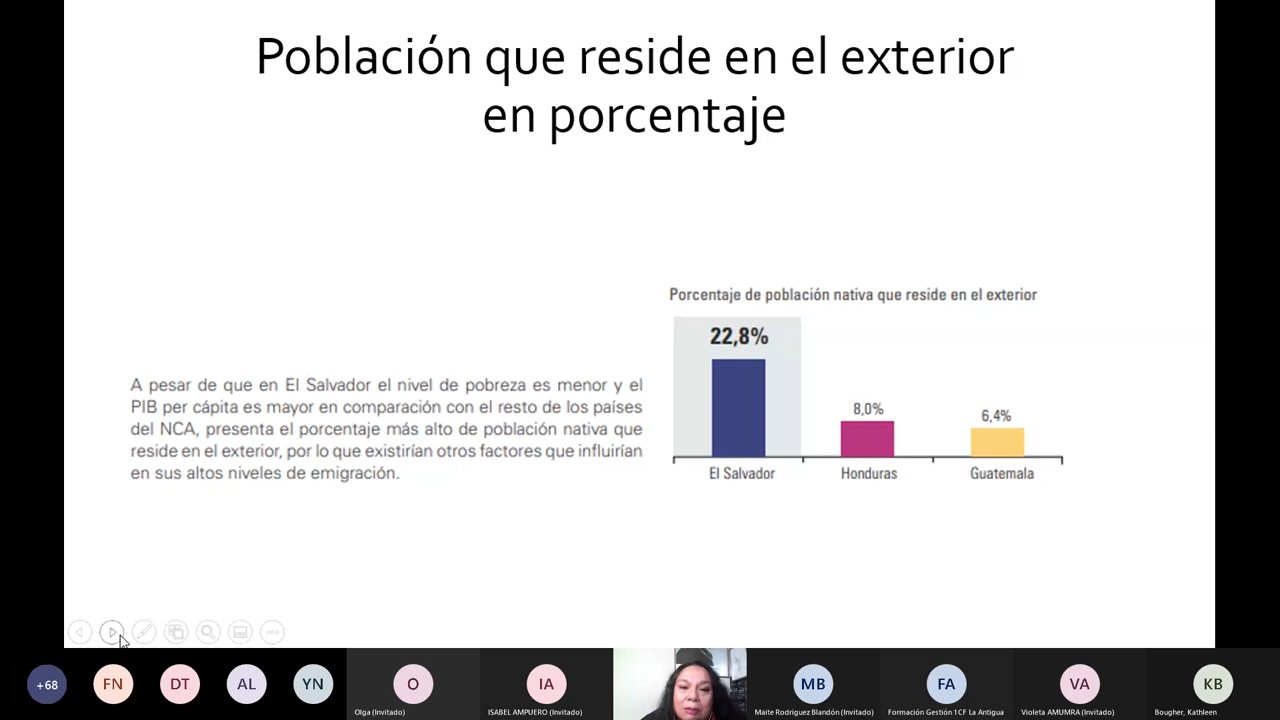 Población que reside en el exterior
en porcentaje
Porcentaje de población nativa que reside en el exterior
22,8%
8,0%
6,4%
El Salvador
Honduras
Guatemala
A pesar de que en El Salvador el nivel de pobreza es menor y el
PIB per cápita es mayor en comparación con el resto de los países
del NCA, presenta el porcentaje más alto de población nativa que
reside en el exterior, por lo que existirían otros factores que influirían
en sus altos niveles de emigración.
+68
FN
DT
AL
YN
O
Olga (Invitado)
IA
ISABEL AMPUERO (Invitado)
MB
Maite Rodriguez Blandón (Invitado)
FA
Formación Gestión 1CF La Antigua
VA
Violeta AMUMRA (Invitado)
KB
Bougher, Kathleen